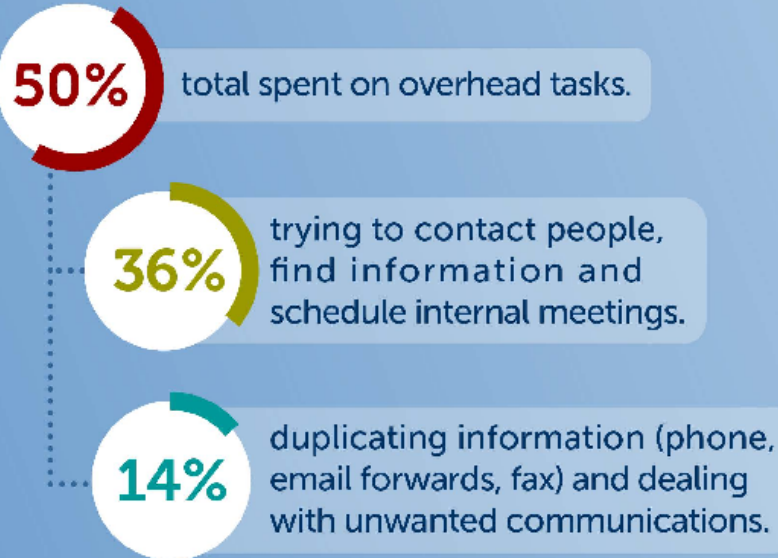 50%
total spent on overhead tasks.
36%
trying to contact people,
find information and
schedule internal meetings.
14%
duplicating information (phone,
email forwards, fax) and dealing
with unwanted communications.